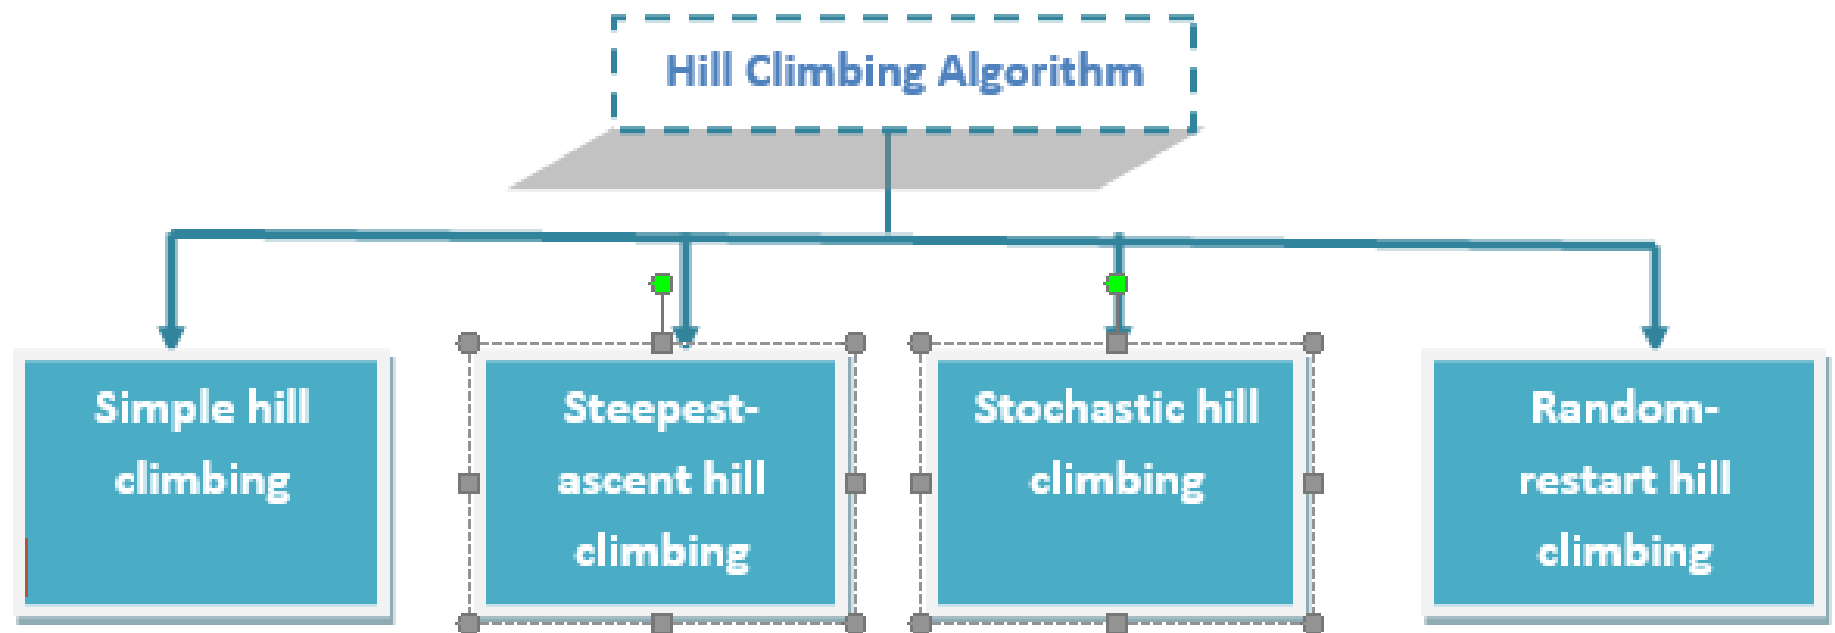 Hill Climbing Algorithm
Simple hill
climbing
Steepest-
ascent hill
climbing
Stochastic hill
climbing
Random-
restart hill
climbing